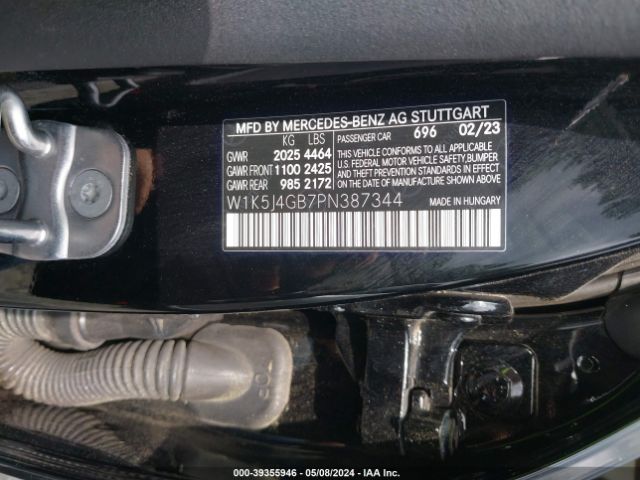 MFD BY MERCEDES-BENZ AG STUTTGART
KG LBS PASSENGER CAR 696 02/23
GVWR 2025 4464
GAWR FRONT 1100 2425
GAWR REAR 985 2172
THIS VEHICLE CONFORMS TO ALL APPLICABLE
U.S. FEDERAL MOTOR VEHICLE SAFETY, BUMPER
AND THEFT PREVENTION STANDARDS IN EFFECT
ON THE DATE OF MANUFACTURE SHOWN ABOVE.
W1K5J4GB7PN387344 MADE IN HUNGARY
000-39355946 - 05/08/2024 - IAA Inc.